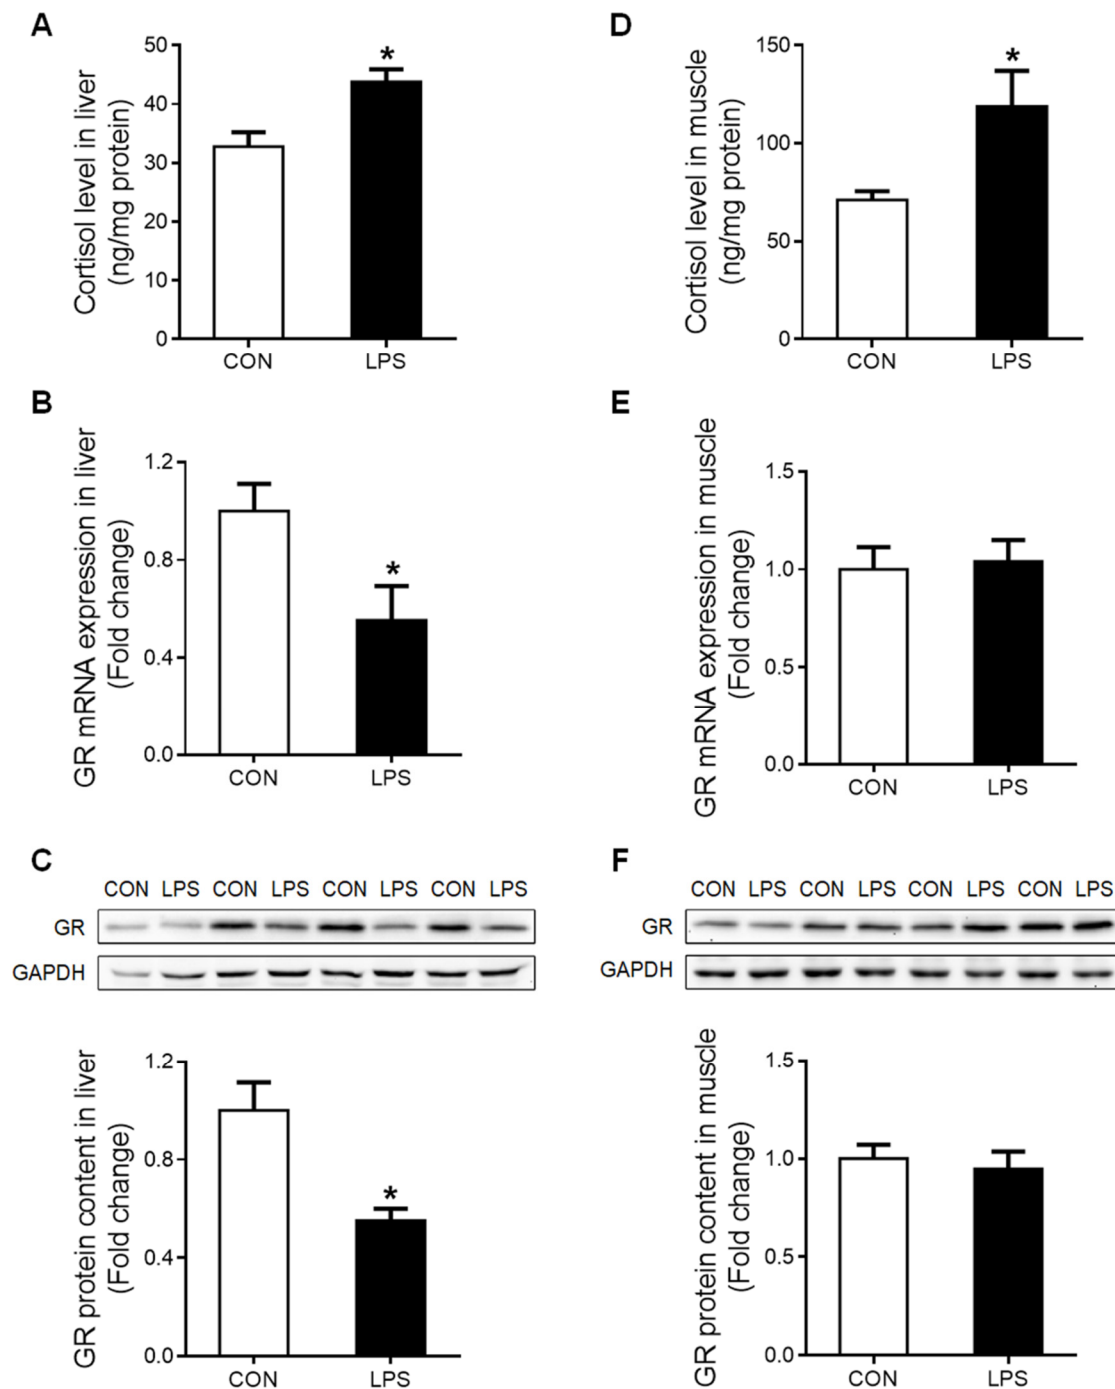 A
Cortisol level in liver
(ng/mg protein)
50
40
30
20
10
0
*
CON LPS
D
Cortisol level in muscle
(ng/mg protein)
150
100
50
0
*
CON LPS
B
GR mRNA expression in liver
(Fold change)
1.2
0.8
0.4
0.0
*
CON LPS
E
GR mRNA expression in muscle
(Fold change)
1.5
1.0
0.5
0.0
CON LPS
C
CON LPS CON LPS CON LPS CON LPS
GR
GAPDH
GR protein content in liver
(Fold change)
1.2
0.8
0.4
0.0
*
CON LPS
F
CON LPS CON LPS CON LPS CON LPS
GR
GAPDH
GR protein content in muscle
(Fold change)
1.5
1.0
0.5
0.0
CON LPS